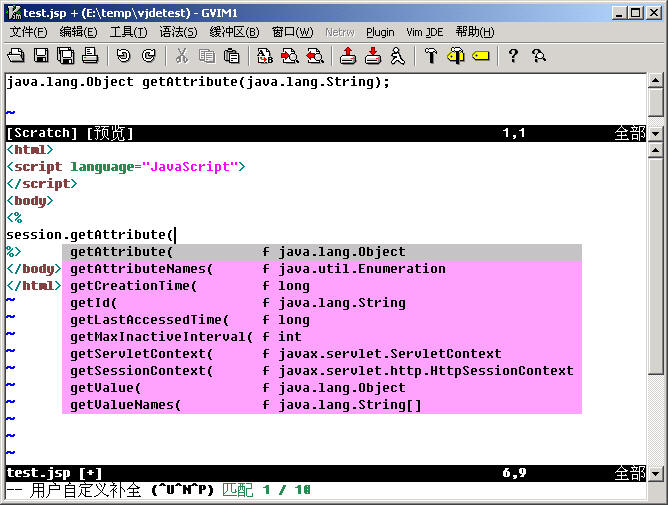 test.jsp + (E:\temp\vjdetest) - GVIM1
文件(F) 编辑(E) 工具(T) 语法(S) 缓冲区(B) 窗口(W) Netrw Plugin Vim JDE 帮助(H)
java.lang.Object getAttribute(java.lang.String);
~
[Scratch] [预览] 1,1 全部
<html>
<script language="JavaScript">
</script>
<body>
<%
session.getAttribute(
%> getAttribute( f java.lang.Object
</body> getAttributeNames( f java.util.Enumeration
</html> getCreationTime( f long
~ getId( f java.lang.String
~ getLastAccessedTime( f long
~ getMaxInactiveInterval( f int
~ getServletContext( f javax.servlet.ServletContext
~ getSessionContext( f javax.servlet.http.HttpSessionContext
~ getValue( f java.lang.Object
~ getValueNames( f java.lang.String[]
~
~
~
test.jsp [+] 6,9 全部
-- 用户自定义补全 (^U^N^P) 匹配 1 / 10